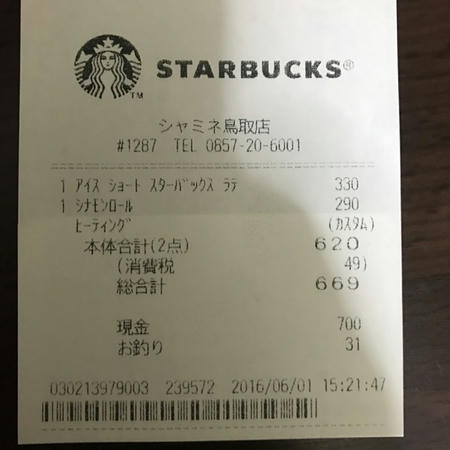 STARBUCKS®
TM
シャミネ鳥取店
#1287 TEL 0857-20-6001
1 アイス ショート スターバックス ラテ 330
1 シナモンロール 290
ヒーティング (カスタム)
本体合計(2点) 620
(消費税 49)
総合計 669
現金 700
お釣り 31
030213979003 239572 2016/06/01 15:21:47